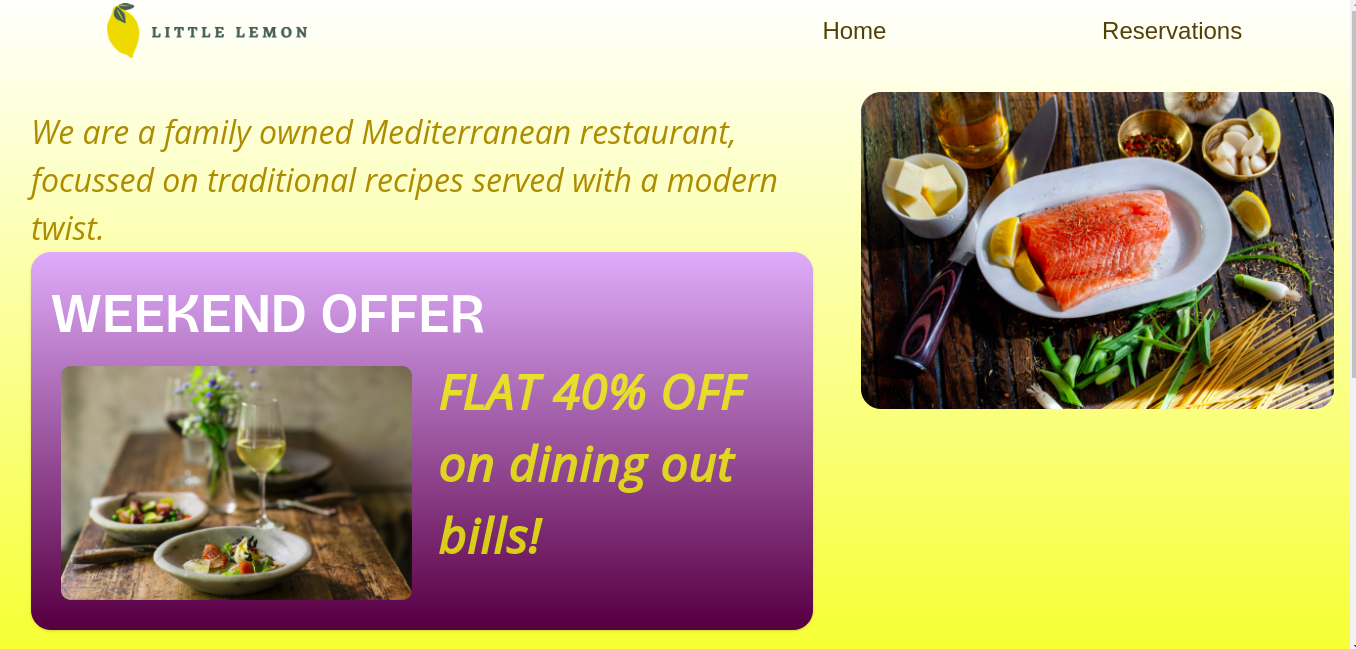 LITTLE LEMON
Home
Reservations
We are a family owned Mediterranean restaurant,
focussed on traditional recipes served with a modern
twist.
WEEKEND OFFER
FLAT 40% OFF
on dining out
bills!